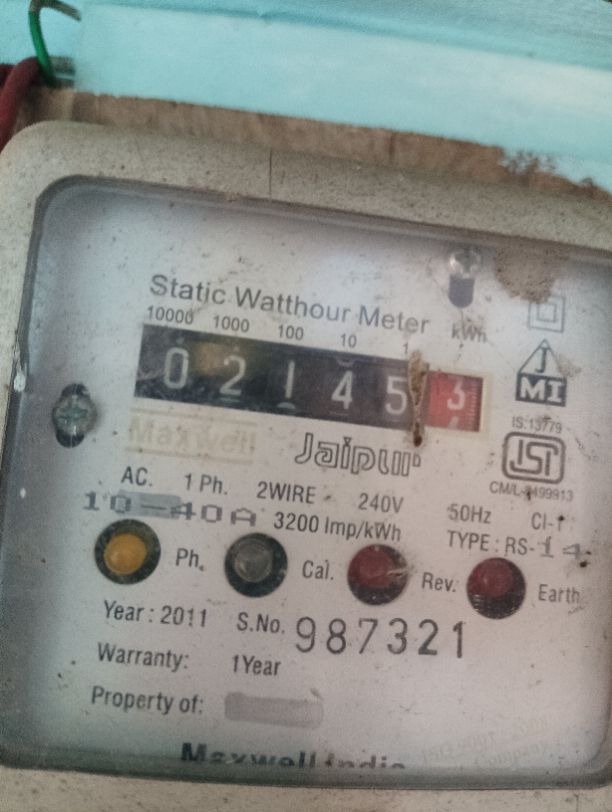 Static Watthour Meter
10000 1000 100 10 1 kWh
0 2 1 4 5 3
J
MI
IS:13779
ISI
CM/L-8499913
Maxwell
Jaipur
AC. 1 Ph. 2WIRE 240V 50Hz Cl-1
10-40A 3200 Imp/kWh TYPE : RS-14
Ph. Cal. Rev. Earth
Year : 2011 S.No. 987321
Warranty: 1Year
Property of:
Maxwell India